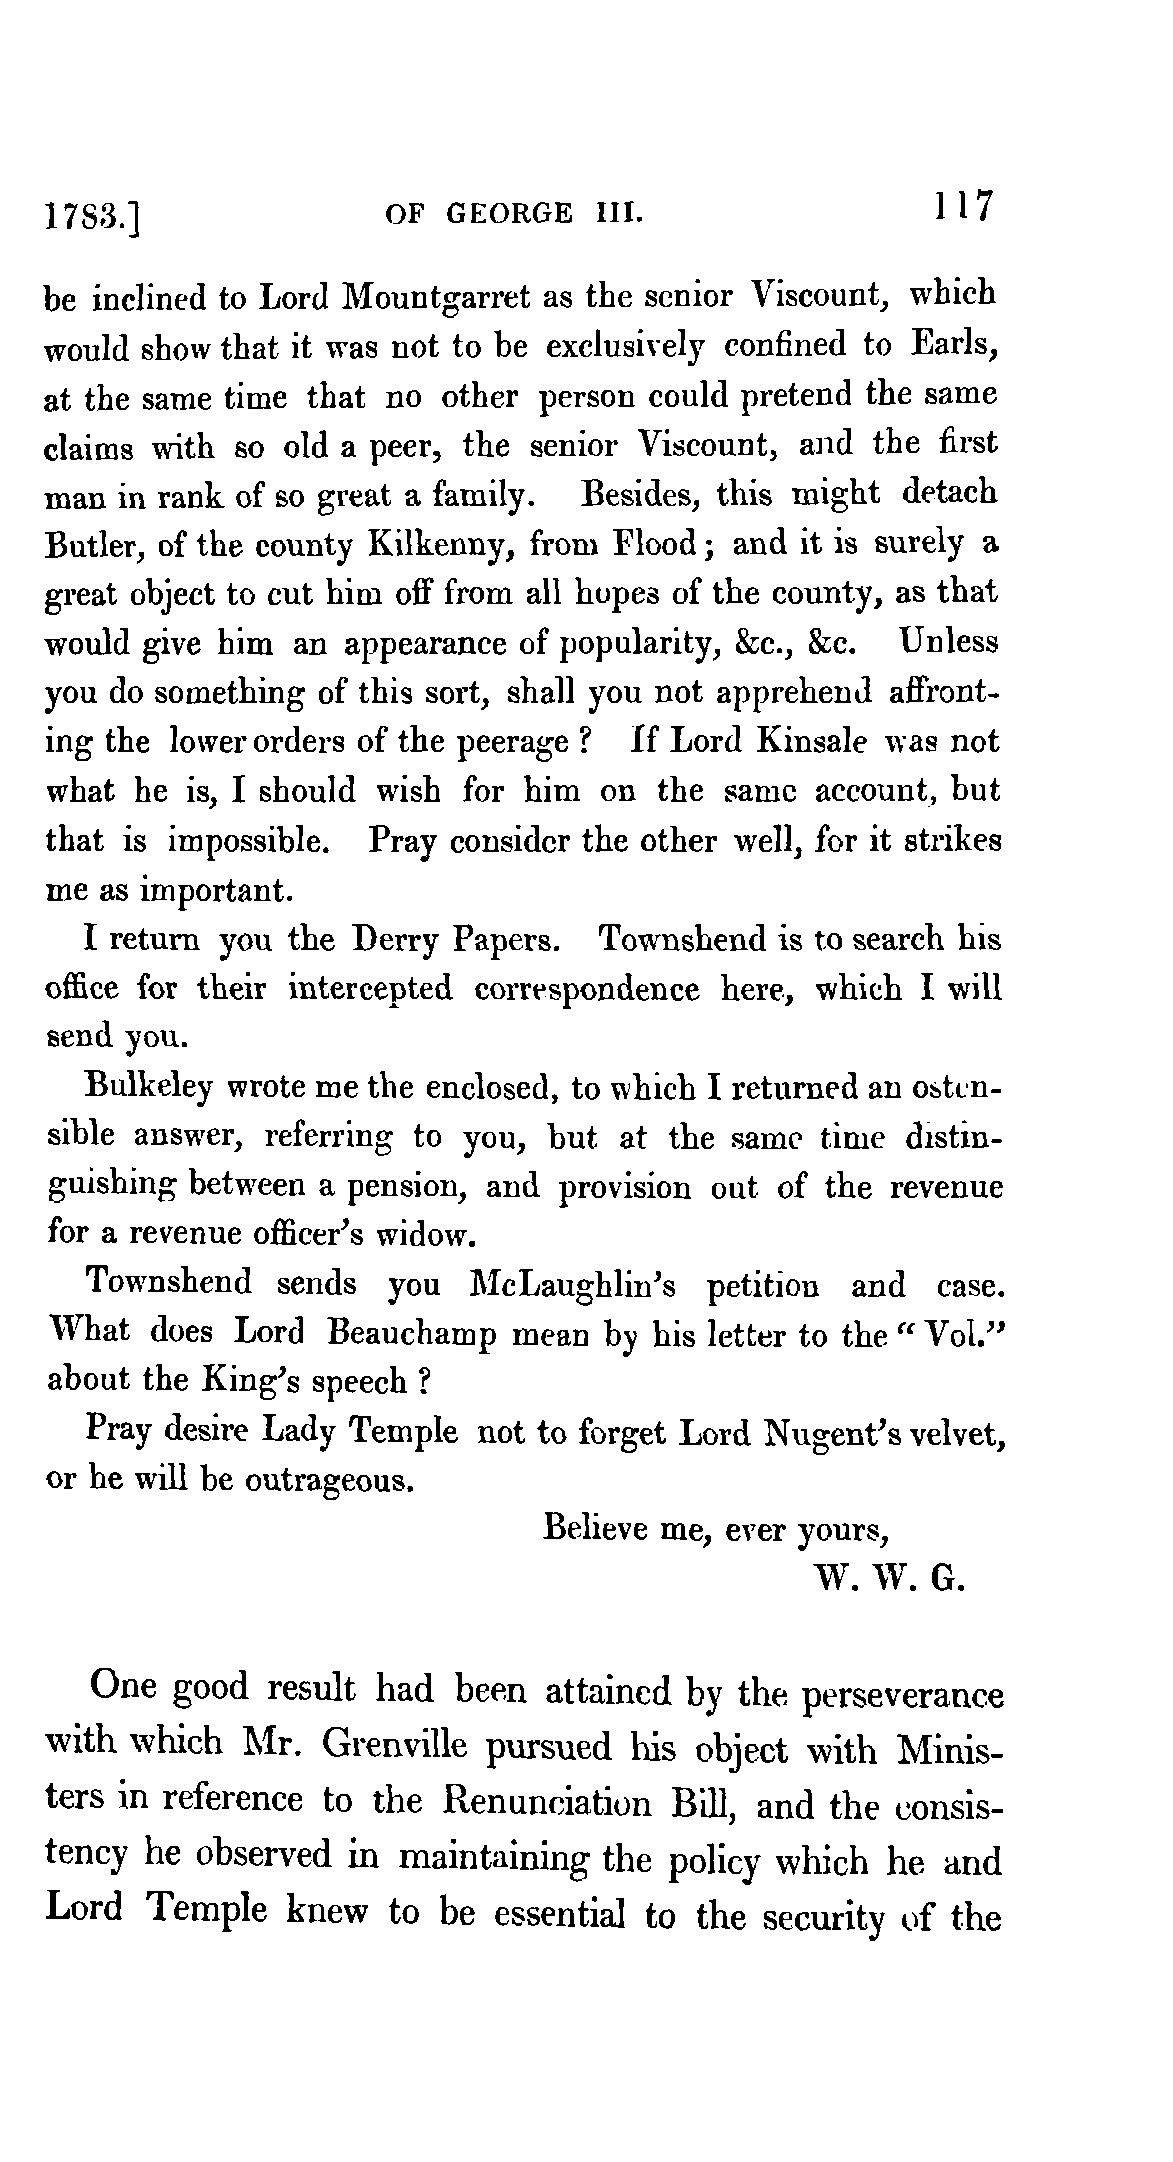 1783.] OF GEORGE III. 117
be inclined to Lord Mountgarret as the senior Viscount, which
would show that it was not to be exclusively confined to Earls,
at the same time that no other person could pretend the same
claims with so old a peer, the senior Viscount, and the first
man in rank of so great a family. Besides, this might detach
Butler, of the county Kilkenny, from Flood; and it is surely a
great object to cut him off from all hopes of the county, as that
would give him an appearance of popularity, &c., &c. Unless
you do something of this sort, shall you not apprehend affront-
ing the lower orders of the peerage? If Lord Kinsale was not
what he is, I should wish for him on the same account, but
that is impossible. Pray consider the other well, for it strikes
me as important.
I return you the Derry Papers. Townshend is to search his
office for their intercepted correspondence here, which I will
send you.
Bulkeley wrote me the enclosed, to which I returned an osten-
sible answer, referring to you, but at the same time distin-
guishing between a pension, and provision out of the revenue
for a revenue officer's widow.
Townshend sends you McLaughlin's petition and case.
What does Lord Beauchamp mean by his letter to the "Vol."
about the King's speech?
Pray desire Lady Temple not to forget Lord Nugent's velvet,
or he will be outrageous.
Believe me, ever yours,
W. W. G.
One good result had been attained by the perseverance
with which Mr. Grenville pursued his object with Minis-
ters in reference to the Renunciation Bill, and the consis-
tency he observed in maintaining the policy which he and
Lord Temple knew to be essential to the security of the